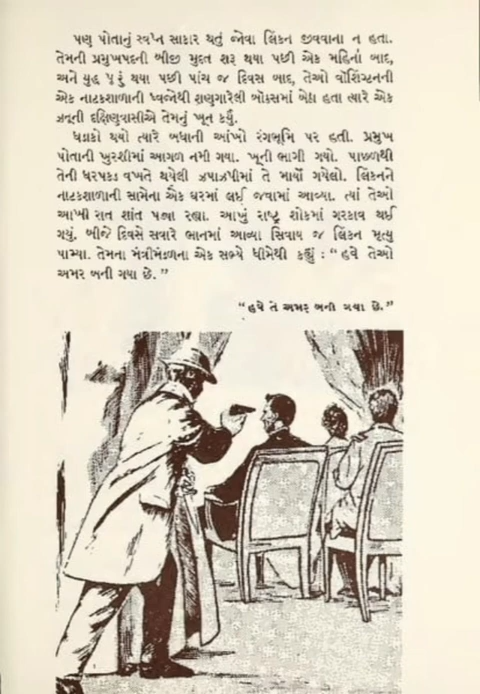 પણ પોતાનું સ્વપ્ન સાકાર થતું જોવા લિંકન જીવવાના ન હતા.
તેમની પ્રમુખપદની બીજી મુદત શરૂ થયા પછી એક મહિના બાદ,
અને યુદ્ધ પૂરું થયા પછી પાંચ જ દિવસ બાદ, તેઓ વૉશિંગ્ટનની
એક નાટકશાળાની ધ્વજોથી શણગારેલી બૉક્સમાં બેઠા હતા ત્યારે એક
ઝનૂની દક્ષિણવાસીએ તેમનું ખૂન કર્યું.
ધડાકો થયો ત્યારે બધાની આંખો રંગભૂમિ પર હતી. પ્રમુખ
પોતાની ખુરશીમાં આગળ નમી ગયા. ખૂની ભાગી ગયો. પાછળથી
તેની ધરપકડ વખતે થયેલી ઝપાઝપીમાં તે માર્યો ગયેલો. લિંકનને
નાટકશાળાની સામેના એક ઘરમાં લઈ જવામાં આવ્યા. ત્યાં તેઓ
આખી રાત શાંત પડ્યા રહ્યા. આખું રાષ્ટ્ર શોકમાં ગરકાવ થઈ
ગયું. બીજે દિવસે સવારે ભાનમાં આવ્યા સિવાય જ લિંકન મૃત્યુ
પામ્યા. તેમના મંત્રીમંડળના એક સભ્યે ધીમેથી કહ્યું : “હવે તેઓ
અમર બની ગયા છે.”
“હવે તે અમર બની ગયા છે.”